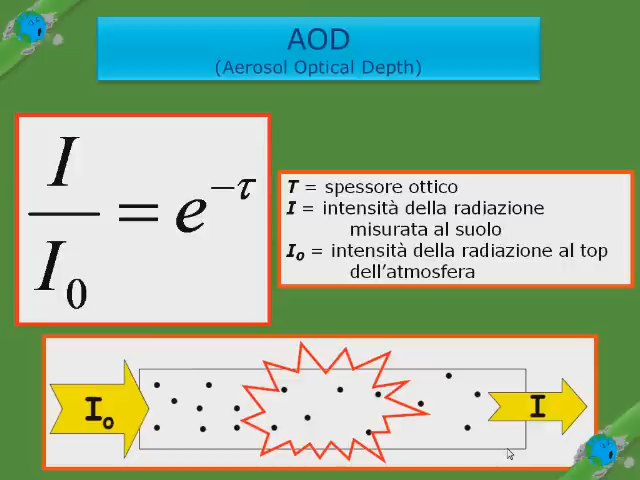 AOD
(Aerosol Optical Depth)
I
I₀
= e^−τ
T = spessore ottico
I = intensità della radiazione
misurata al suolo
I₀ = intensità della radiazione al top
dell’atmosfera
I₀
I